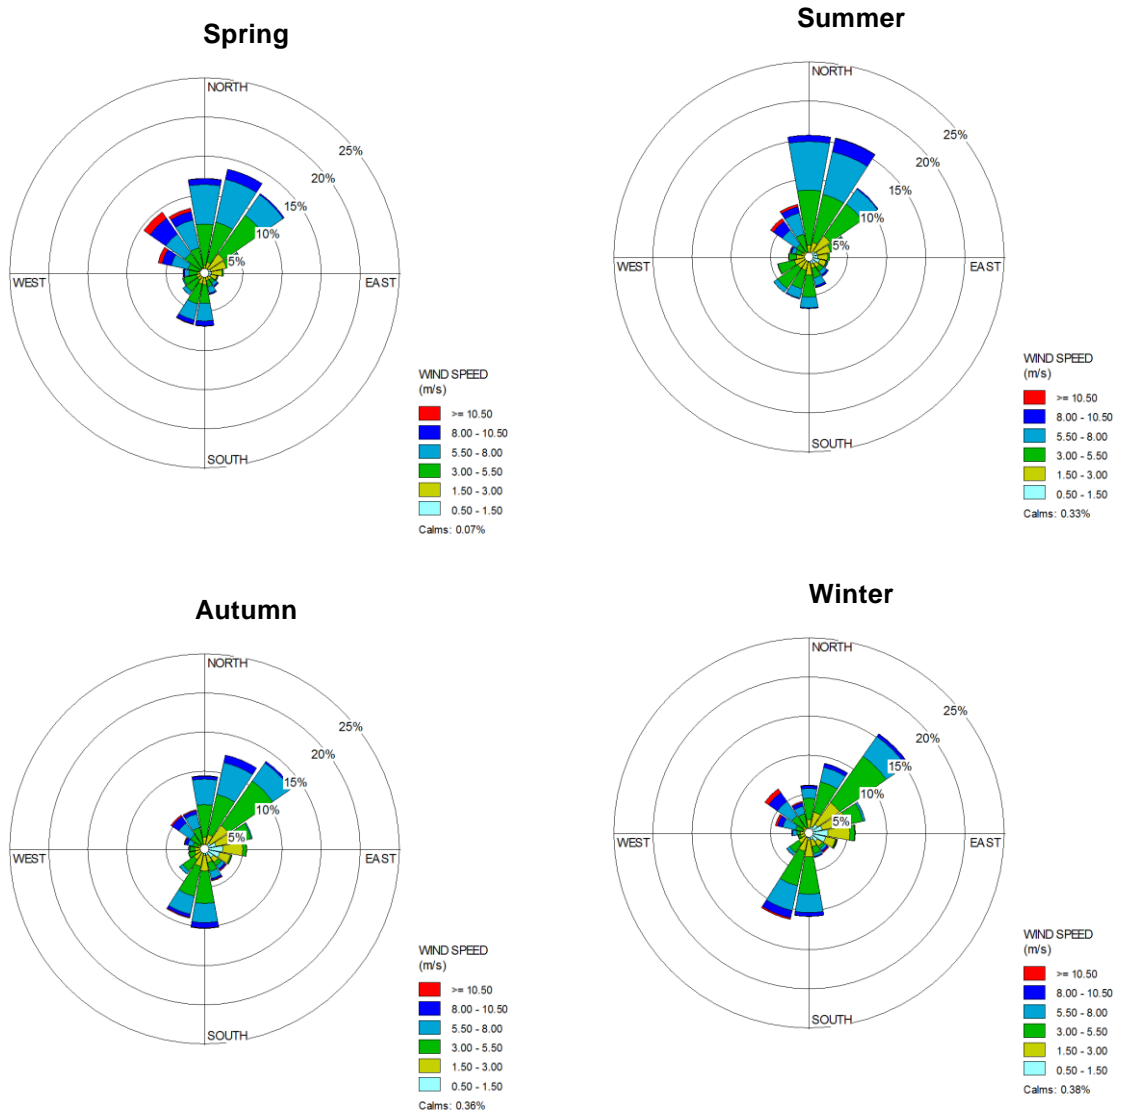 Spring
NORTH
25%
20%
15%
10%
5%
WEST
EAST
SOUTH
WIND SPEED
(m/s)
>= 10.50
8.00 - 10.50
5.50 - 8.00
3.00 - 5.50
1.50 - 3.00
0.50 - 1.50
Calms: 0.07%
Summer
NORTH
25%
20%
15%
10%
5%
WEST
EAST
SOUTH
WIND SPEED
(m/s)
>= 10.50
8.00 - 10.50
5.50 - 8.00
3.00 - 5.50
1.50 - 3.00
0.50 - 1.50
Calms: 0.33%
Autumn
NORTH
25%
20%
15%
10%
5%
WEST
EAST
SOUTH
WIND SPEED
(m/s)
>= 10.50
8.00 - 10.50
5.50 - 8.00
3.00 - 5.50
1.50 - 3.00
0.50 - 1.50
Calms: 0.36%
Winter
NORTH
25%
20%
15%
10%
5%
WEST
EAST
SOUTH
WIND SPEED
(m/s)
>= 10.50
8.00 - 10.50
5.50 - 8.00
3.00 - 5.50
1.50 - 3.00
0.50 - 1.50
Calms: 0.38%